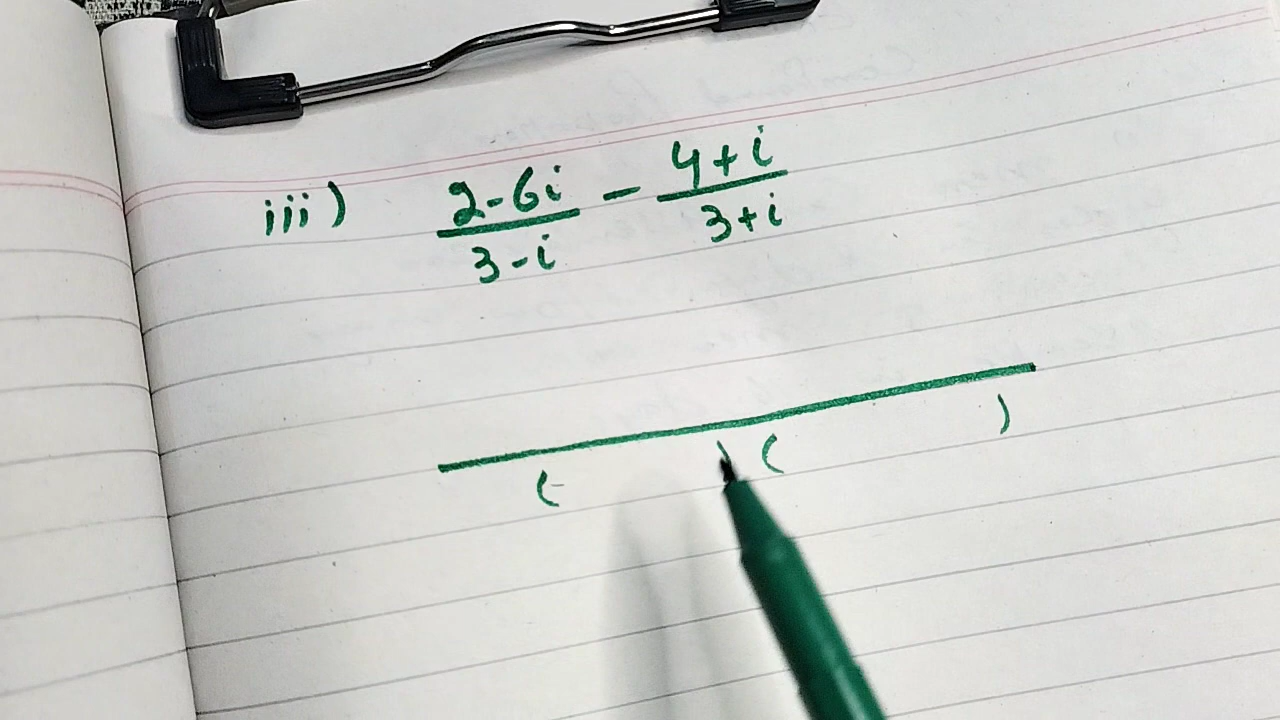 iii) (2-6i)/(3-i) - (4+i)/(3+i)
( ) ( )